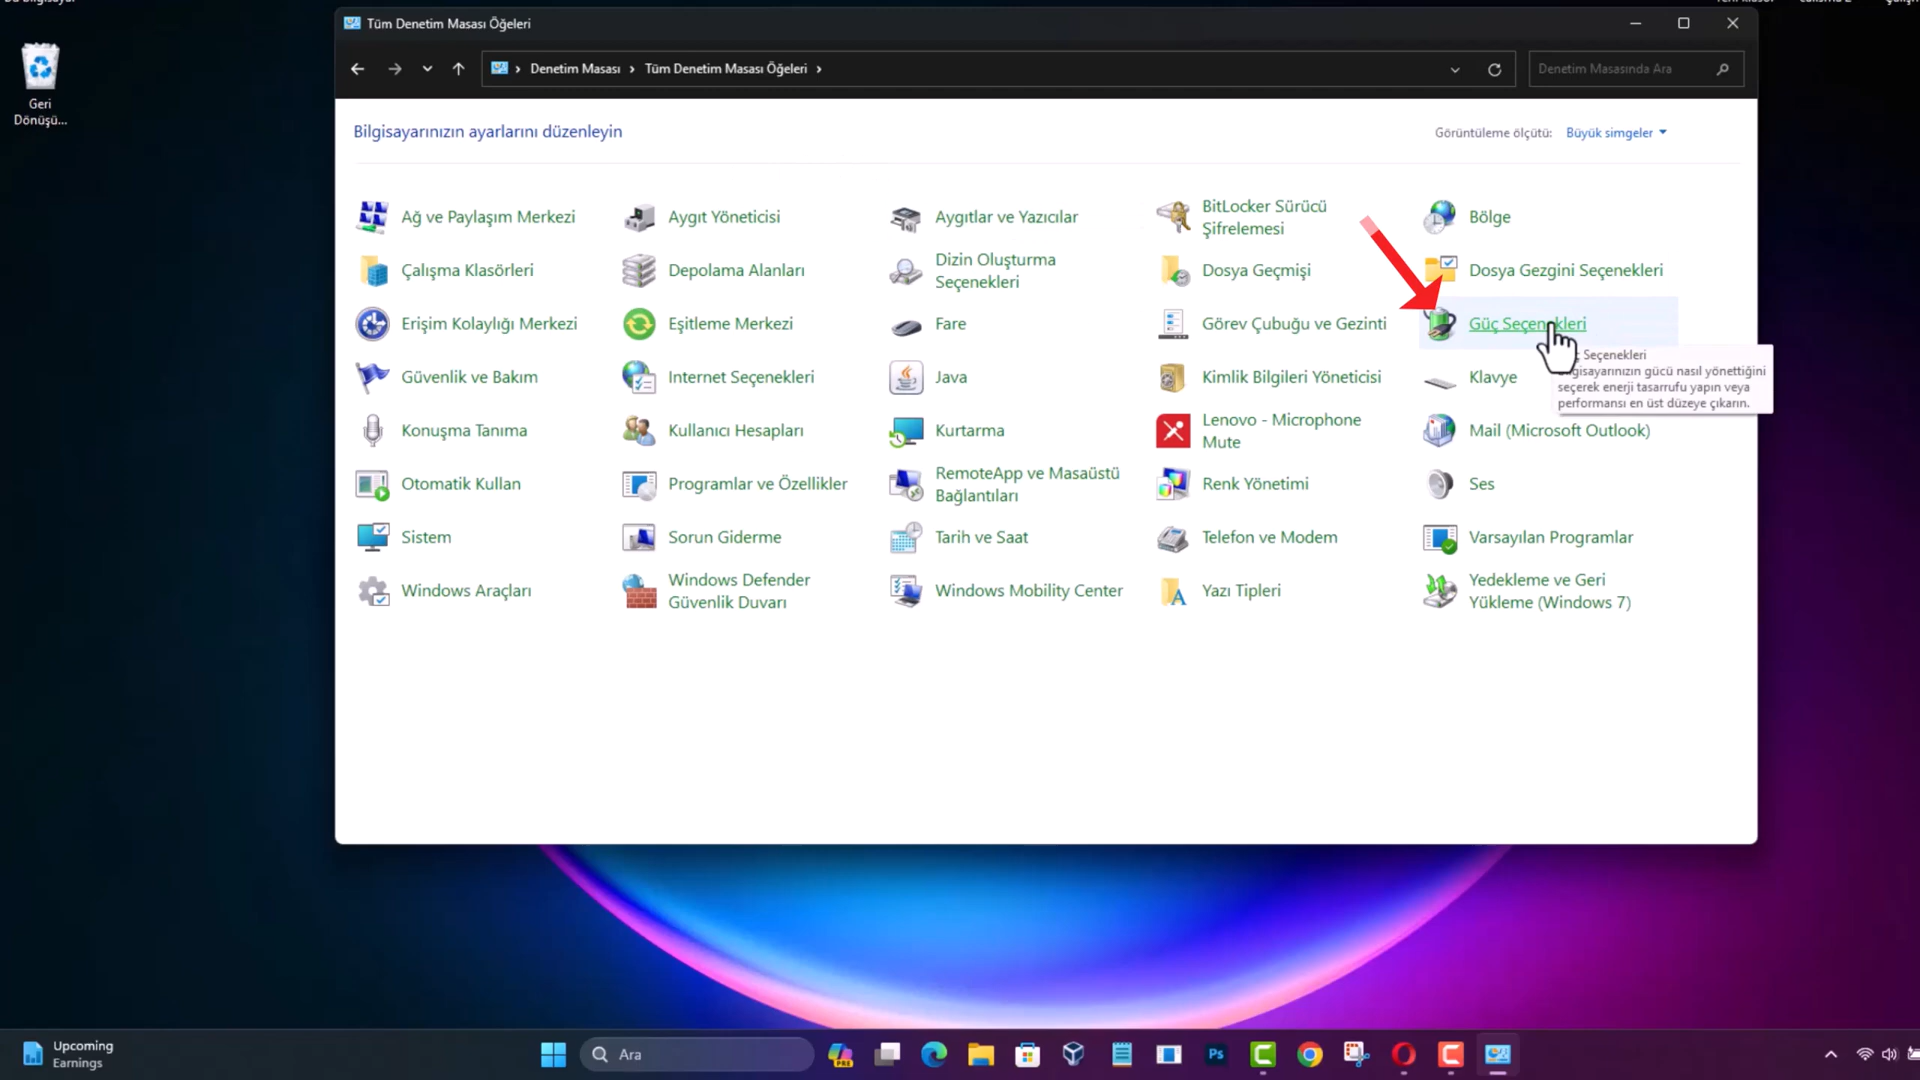 Tüm Denetim Masası Öğeleri
Denetim Masası
Tüm Denetim Masası Öğeleri
Denetim Masasında Ara
Geri
Dönüşü...
Bilgisayarınızın ayarlarını düzenleyin
Görüntüleme ölçütü:
Büyük simgeler
Ağ ve Paylaşım Merkezi
Aygıt Yöneticisi
Aygıtlar ve Yazıcılar
BitLocker Sürücü
Şifrelemesi
Bölge
Çalışma Klasörleri
Depolama Alanları
Dizin Oluşturma
Seçenekleri
Dosya Geçmişi
Dosya Gezgini Seçenekleri
Erişim Kolaylığı Merkezi
Eşitleme Merkezi
Fare
Görev Çubuğu ve Gezinti
Güç Seçenekleri
Seçenekleri
gücü nasıl yönettiğini
seçerek enerji tasarrufu yapın veya
performansı en üst düzeye çıkarın.
Güvenlik ve Bakım
Internet Seçenekleri
Java
Kimlik Bilgileri Yöneticisi
Klavye
Konuşma Tanıma
Kullanıcı Hesapları
Kurtarma
Lenovo - Microphone
Mute
Mail (Microsoft Outlook)
Otomatik Kullan
Programlar ve Özellikler
RemoteApp ve Masaüstü
Bağlantıları
Renk Yönetimi
Ses
Sistem
Sorun Giderme
Tarih ve Saat
Telefon ve Modem
Varsayılan Programlar
Windows Araçları
Windows Defender
Güvenlik Duvarı
Windows Mobility Center
Yazı Tipleri
Yedekleme ve Geri
Yükleme (Windows 7)
Upcoming
Earnings
Ara
PRE
Ps